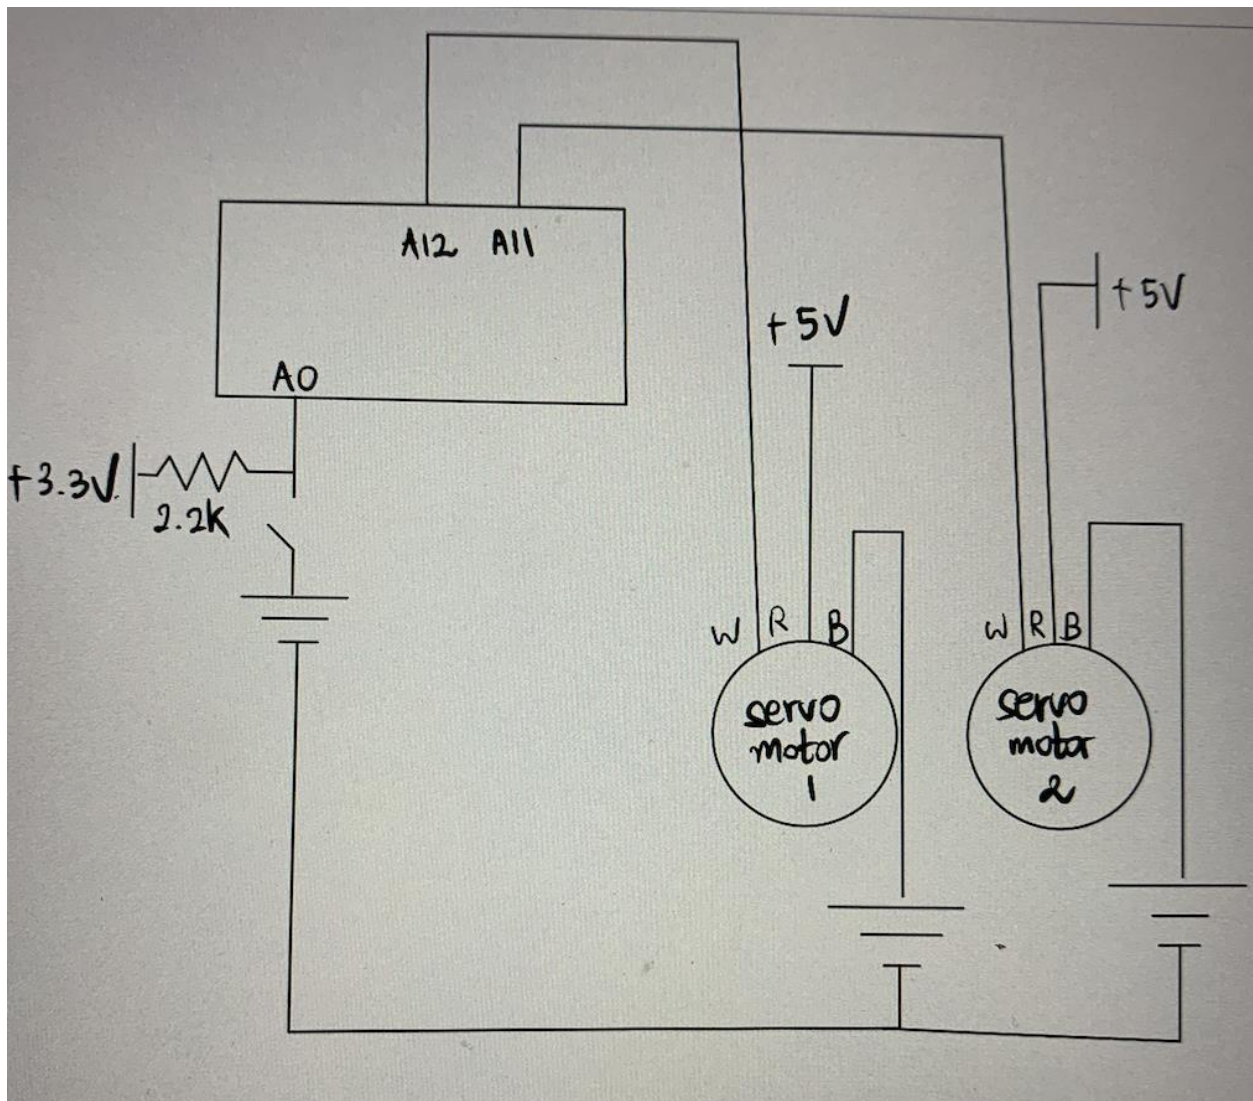 A12 A11
A0
+3.3V
2.2K
+5V
+5V
W R B
servo
motor
1
W R B
servo
motor
2